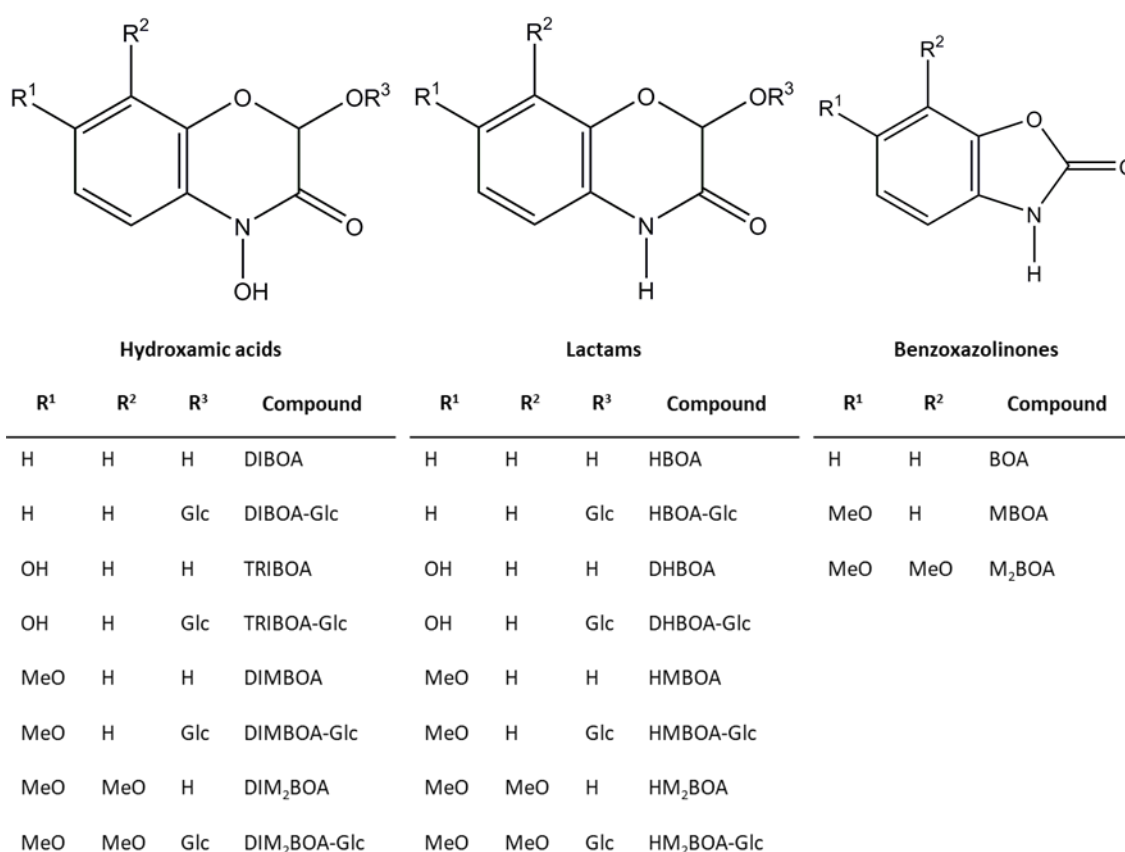 R² R² R²
R¹ O OR³ R¹ O OR³ R¹ O
N O N O N O
OH H H
Hydroxamic acids Lactams Benzoxazolinones
R¹ R² R³ Compound R¹ R² R³ Compound R¹ R² Compound
H H H DIBOA H H H HBOA H H BOA
H H Glc DIBOA-Glc H H Glc HBOA-Glc MeO H MBOA
OH H H TRIBOA OH H H DHBOA MeO MeO M₂BOA
OH H Glc TRIBOA-Glc OH H Glc DHBOA-Glc
MeO H H DIMBOA MeO H H HMBOA
MeO H Glc DIMBOA-Glc MeO H Glc HMBOA-Glc
MeO MeO H DIM₂BOA MeO MeO H HM₂BOA
MeO MeO Glc DIM₂BOA-Glc MeO MeO Glc HM₂BOA-Glc